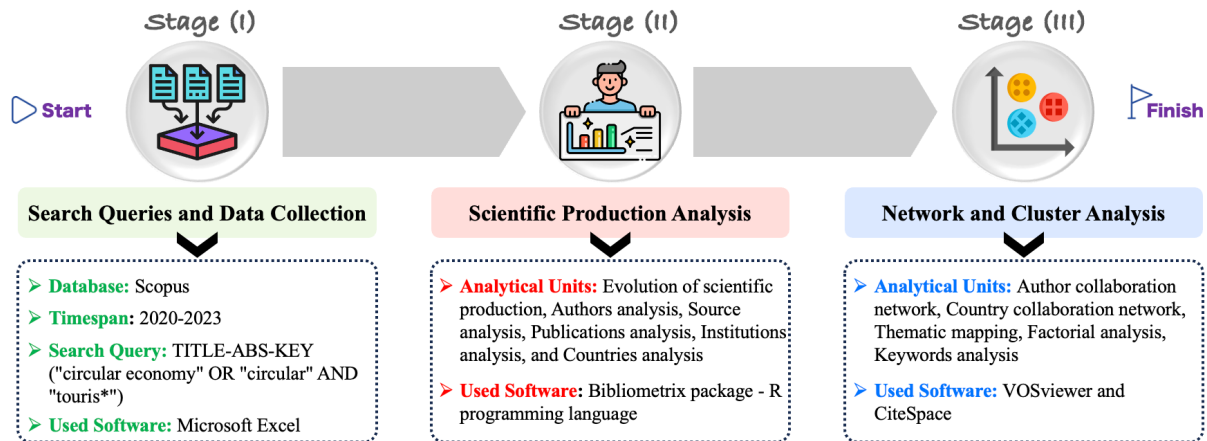 Stage (I)
Stage (II)
Stage (III)
Start
Finish
Search Queries and Data Collection
➢ Database: Scopus
➢ Timespan: 2020-2023
➢ Search Query: TITLE-ABS-KEY
("circular economy" OR "circular" AND
"touris*")
➢ Used Software: Microsoft Excel
Scientific Production Analysis
➢ Analytical Units: Evolution of scientific
production, Authors analysis, Source
analysis, Publications analysis, Institutions
analysis, and Countries analysis
➢ Used Software: Bibliometrix package - R
programming language
Network and Cluster Analysis
➢ Analytical Units: Author collaboration
network, Country collaboration network,
Thematic mapping, Factorial analysis,
Keywords analysis
➢ Used Software: VOSviewer and
CiteSpace